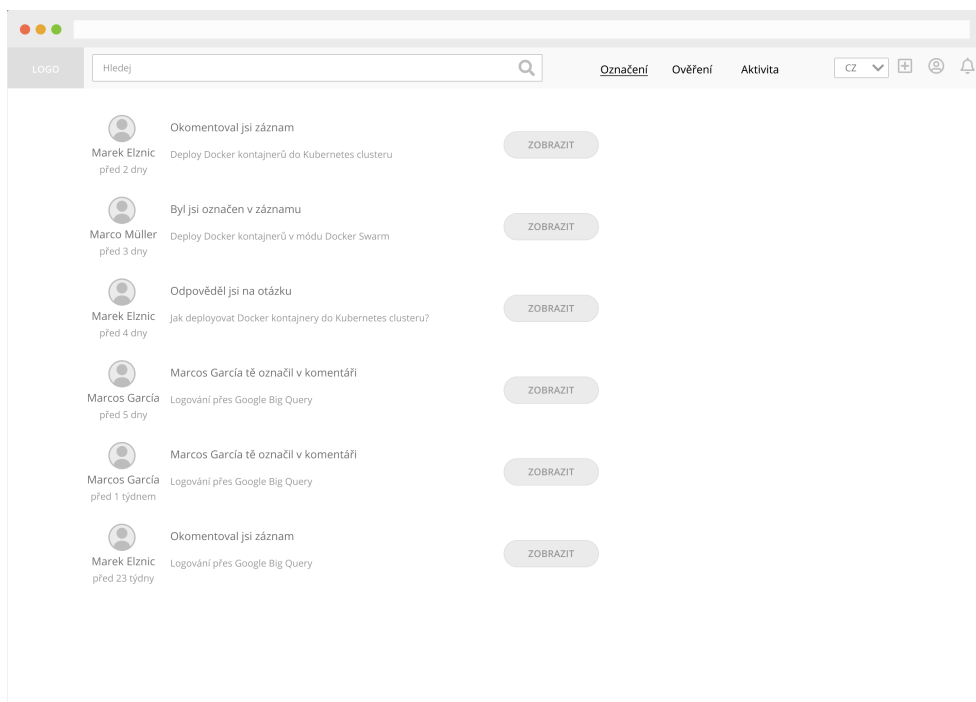 LOGO
Hledej
Označení
Ověření
Aktivita
CZ
Okomentoval jsi záznam
Marek Elznic
Deploy Docker kontajnerů do Kubernetes clusteru
před 2 dny
ZOBRAZIT
Byl jsi označen v záznamu
Marco Müller
Deploy Docker kontajnerů v módu Docker Swarm
před 3 dny
ZOBRAZIT
Odpověděl jsi na otázku
Marek Elznic
Jak deployovat Docker kontajnery do Kubernetes clusteru?
před 4 dny
ZOBRAZIT
Marcos García tě označil v komentáři
Marcos García
Logování přes Google Big Query
před 5 dny
ZOBRAZIT
Marcos García tě označil v komentáři
Marcos García
Logování přes Google Big Query
před 1 týdnem
ZOBRAZIT
Okomentoval jsi záznam
Marek Elznic
Logování přes Google Big Query
před 23 týdny
ZOBRAZIT